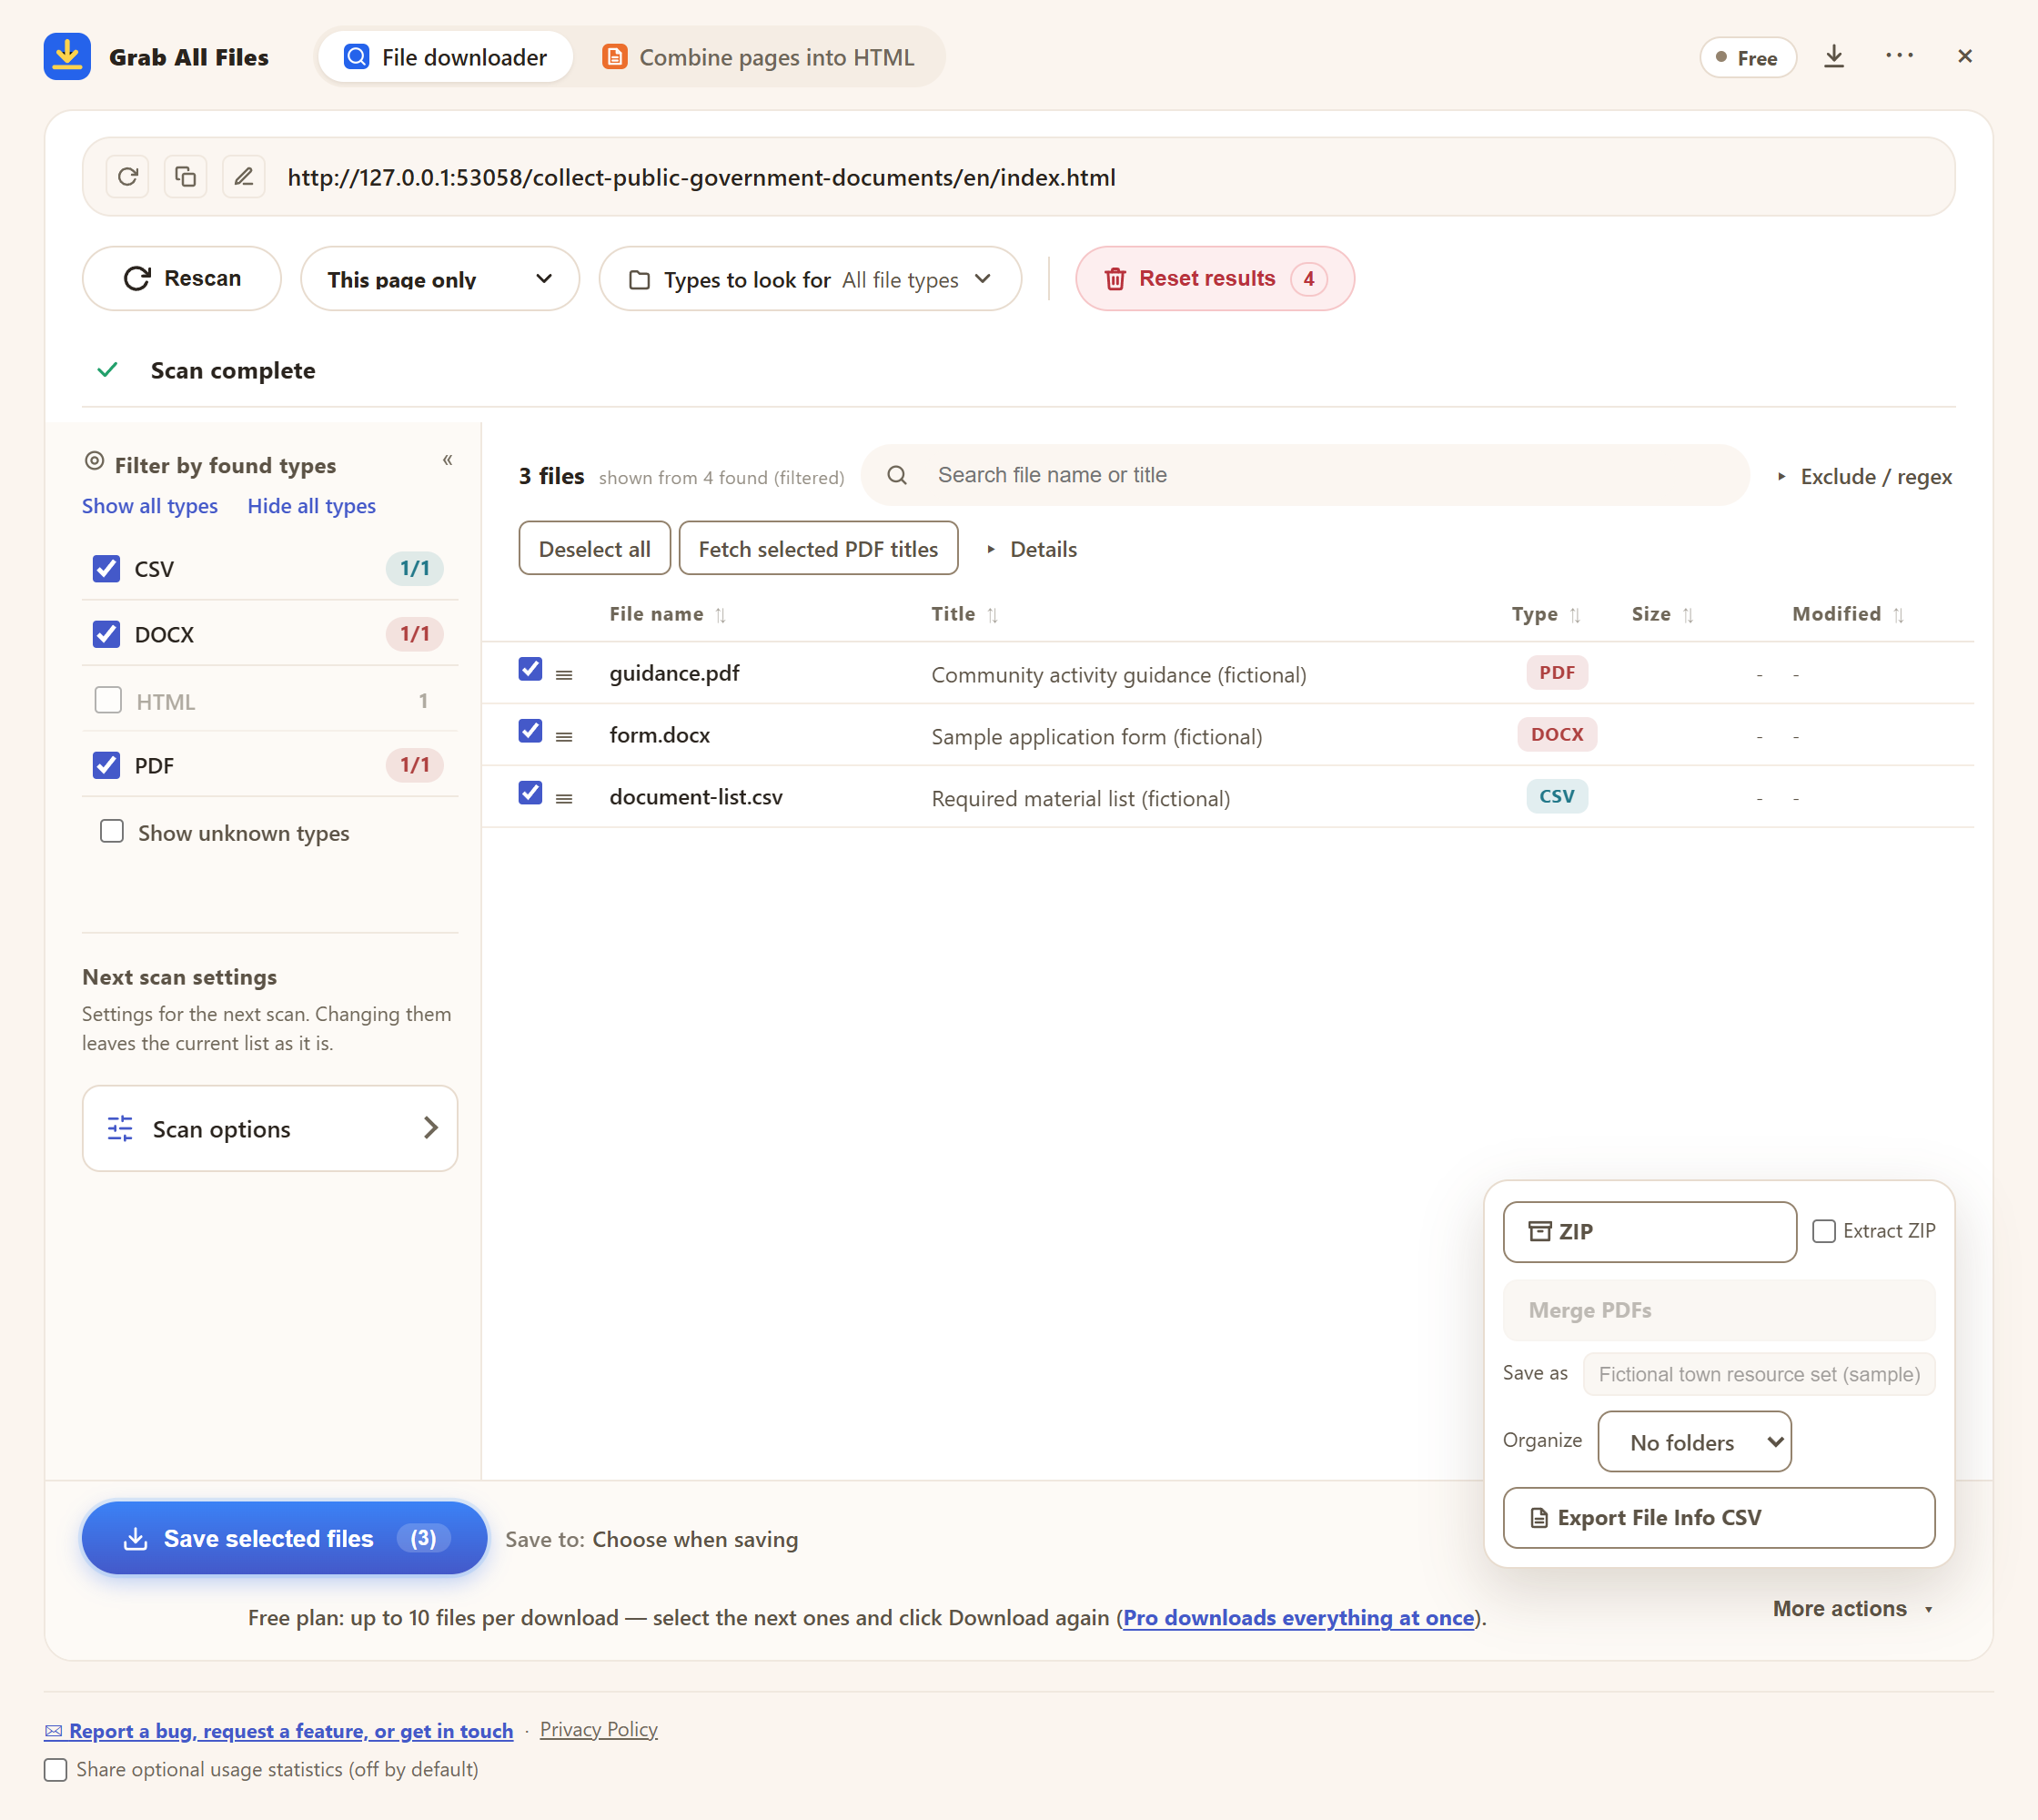 Grab All Files
File downloader
Combine pages into HTML
Free
http://127.0.0.1:53058/collect-public-government-documents/en/index.html
Rescan
This page only
Types to look for All file types
Reset results 4
Scan complete
Filter by found types
«
Show all types Hide all types
CSV 1/1
DOCX 1/1
HTML 1
PDF 1/1
Show unknown types
Next scan settings
Settings for the next scan. Changing them
leaves the current list as it is.
Scan options
3 files shown from 4 found (filtered)
Search file name or title
Exclude / regex
Deselect all
Fetch selected PDF titles
Details
File name Title Type Size Modified
guidance.pdf Community activity guidance (fictional) PDF - -
form.docx Sample application form (fictional) DOCX - -
document-list.csv Required material list (fictional) CSV - -
ZIP
Extract ZIP
Merge PDFs
Save as Fictional town resource set (sample)
Organize No folders
Export File Info CSV
Save selected files (3)
Save to: Choose when saving
Free plan: up to 10 files per download — select the next ones and click Download again (Pro downloads everything at once).
More actions
Report a bug, request a feature, or get in touch · Privacy Policy
Share optional usage statistics (off by default)